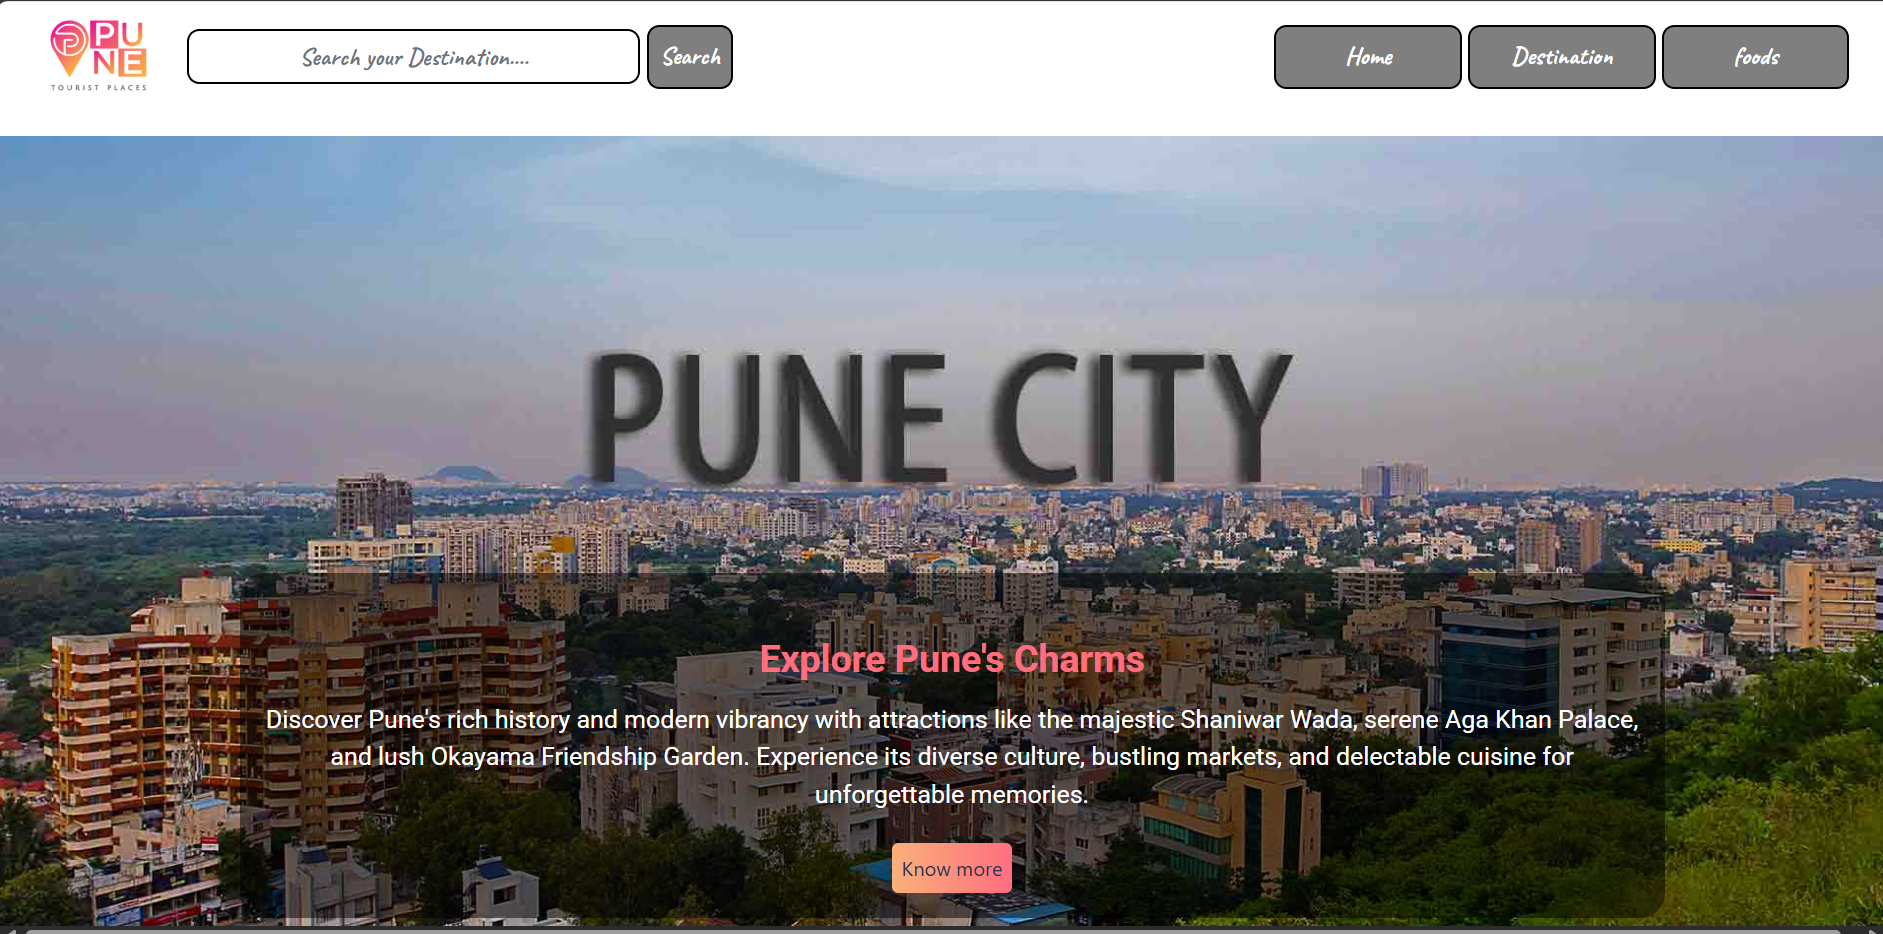 PU
NE
TOURIST PLACES
Search your Destination....
Search
Home
Destination
foods
PUNE CITY
Explore Pune's Charms
Discover Pune's rich history and modern vibrancy with attractions like the majestic Shaniwar Wada, serene Aga Khan Palace,
and lush Okayama Friendship Garden. Experience its diverse culture, bustling markets, and delectable cuisine for
unforgettable memories.
Know more